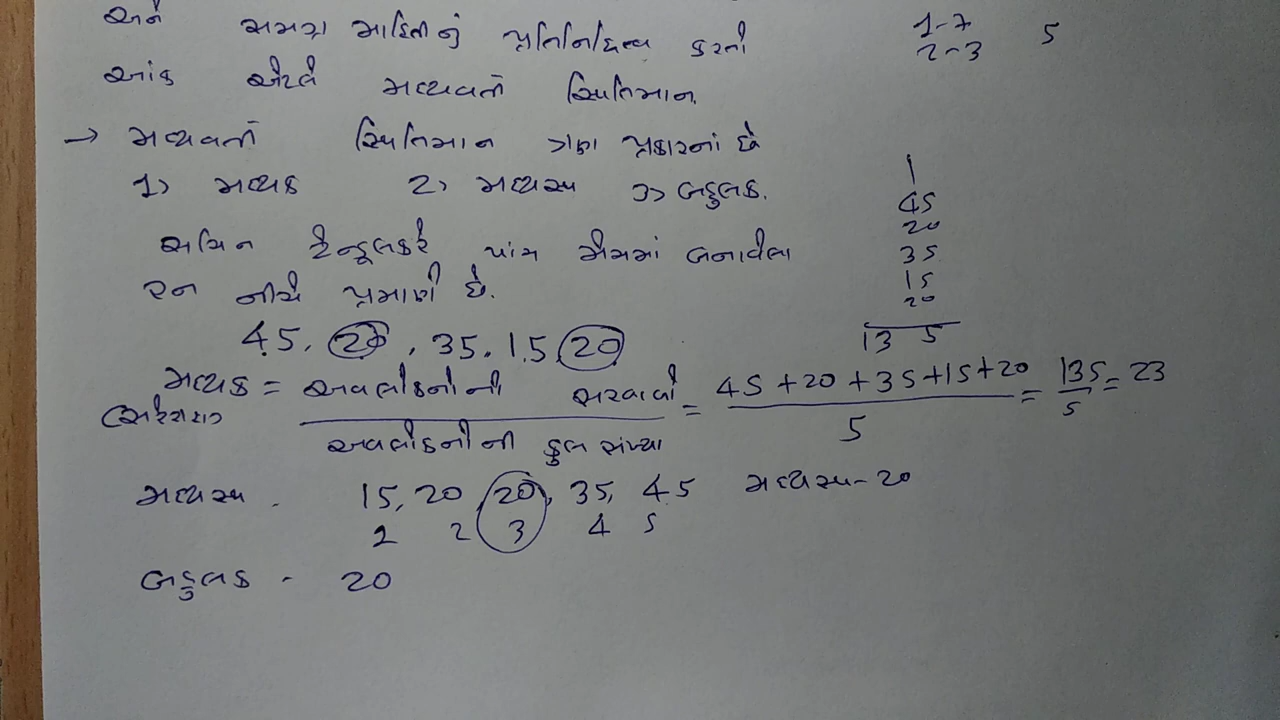 અને સમગ્ર માહિતીનું પ્રતિનિધિત્વ કરતો
1-7
2-3
5
આંક એટલે મધ્યવર્તી સ્થિતિમાન.
→ મધ્યવર્તી સ્થિતિમાન ત્રણ પ્રકારનાં છે
1) મધ્યક 2) મધ્યસ્થ 3) બહુલક.
1
45
20
35
15
20
13 5
સચિન તેન્દૂલકરે પાંચ મેચમાં બનાવેલા
રન નીચે પ્રમાણે છે.
45, 20, 35, 15, 20
મધ્યક = અવલોકનોનો સરવાળો / અવલોકનોની કુલ સંખ્યા = 45 + 20 + 35 + 15 + 20 / 5 = 135 / 5 = 23
મધ્યસ્થ - 15, 20, 20, 35, 45 મધ્યસ્થ - 20
1 2 3 4 5
બહુલક - 20